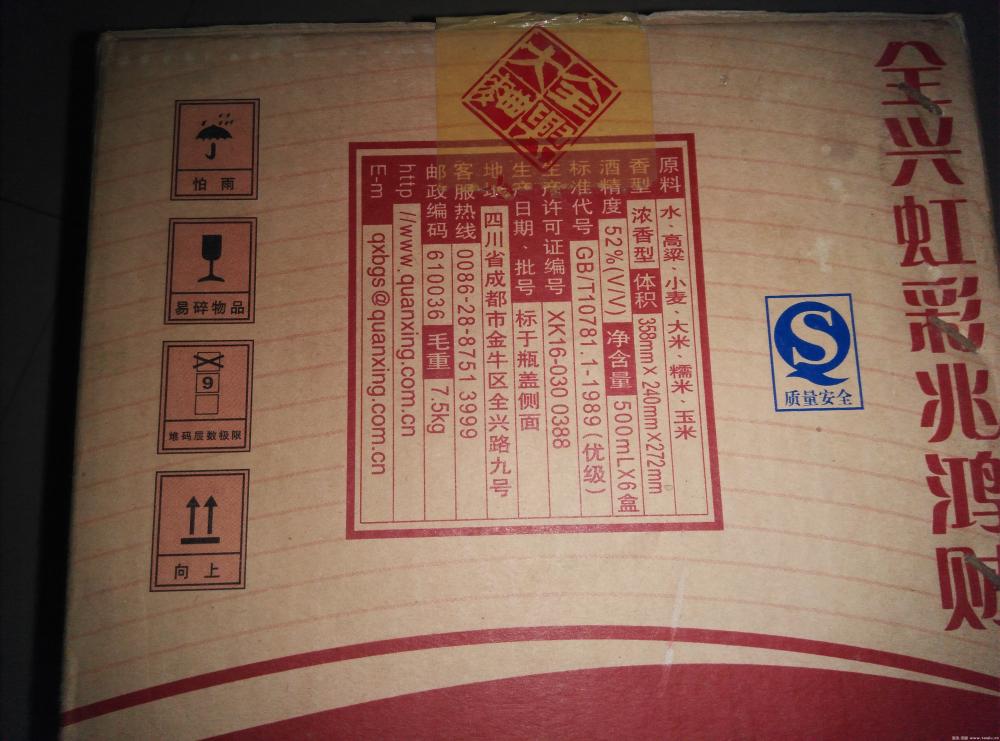 全兴大建設
怕雨
易碎物品
9
堆码层数极限
向上
原料 水、高粱、小麦、大米、糯米、玉米
香型 浓香型 体积 358mm×240mm×272mm
酒精度 52%(V/V) 净含量 500mL×6盒
标准代号 GB/T10781.1-1989(优级)
生产许可证编号 XK16-030 0388
生产日期、批号 标于瓶盖侧面
地址 四川省成都市金牛区全兴路九号
客服热线 0086-28-8751 3999
邮政编码 610036 毛重 7.5kg
http //www.quanxing.com.cn
E-m qxbgs@quanxing.com.cn
质量安全
全兴虹彩兆鸿财